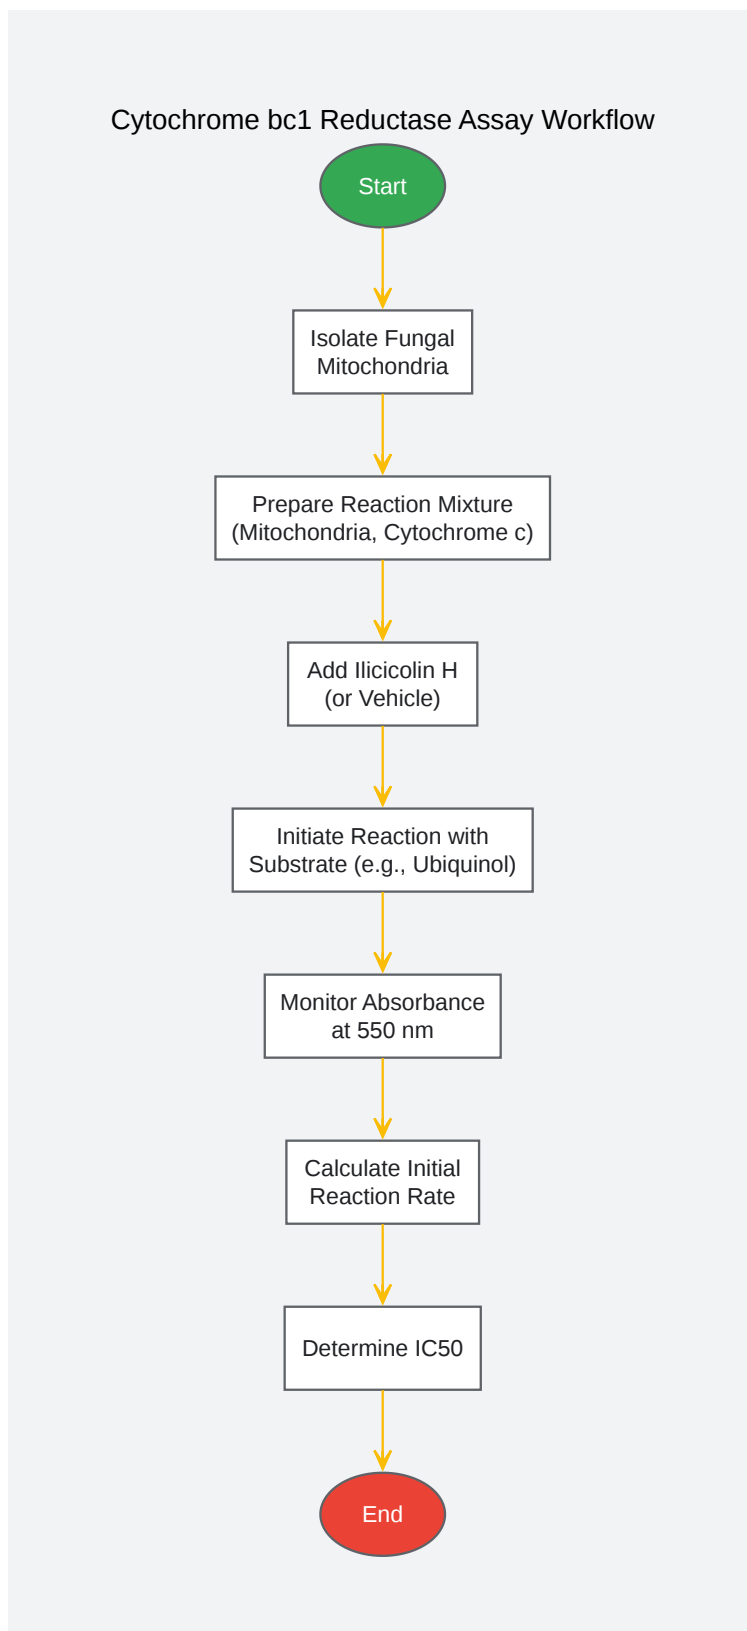 Cytochrome bc1 Reductase Assay Workflow
Start
Isolate Fungal
Mitochondria
Prepare Reaction Mixture
(Mitochondria, Cytochrome c)
Add Ilicicolin H
(or Vehicle)
Initiate Reaction with
Substrate (e.g., Ubiquinol)
Monitor Absorbance
at 550 nm
Calculate Initial
Reaction Rate
Determine IC50
End